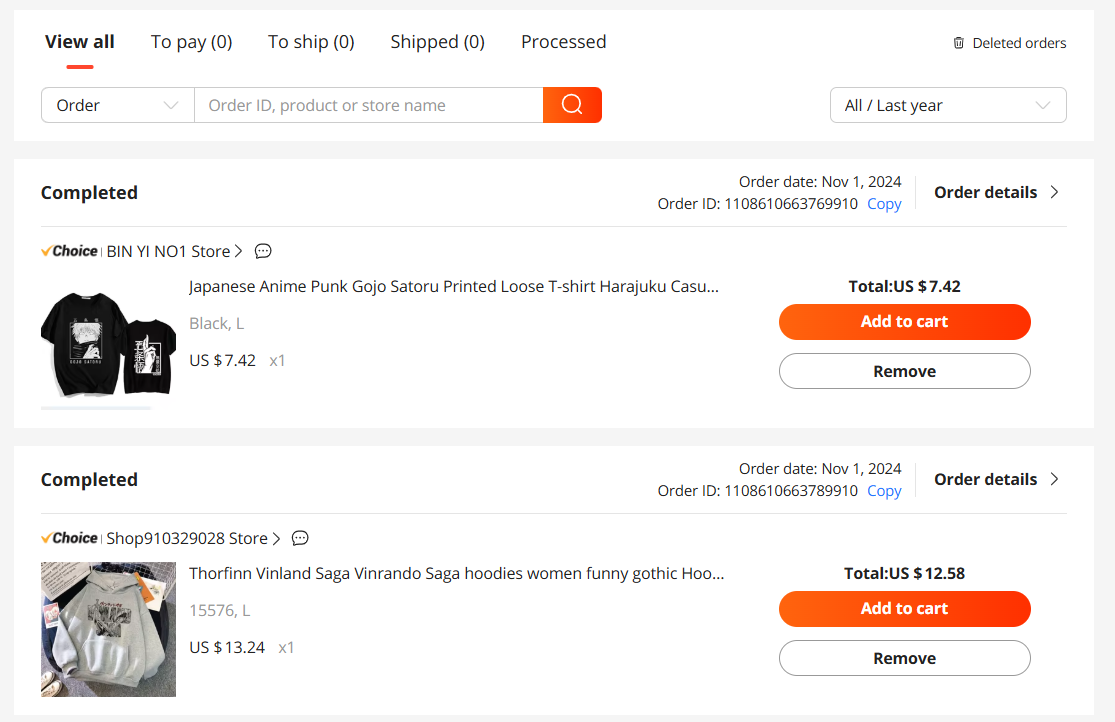 View all To pay (0) To ship (0) Shipped (0) Processed Deleted orders
Order Order ID, product or store name All / Last year
Completed
Order date: Nov 1, 2024
Order ID: 1108610663769910 Copy
Order details
Choice BIN YI NO1 Store
Japanese Anime Punk Gojo Satoru Printed Loose T-shirt Harajuku Casu...
Black, L
US $7.42 x1
GOJO SATORU
Total:US $7.42
Add to cart
Remove
Completed
Order date: Nov 1, 2024
Order ID: 1108610663789910 Copy
Order details
Choice Shop910329028 Store
Thorfinn Vinland Saga Vinrando Saga hoodies women funny gothic Hoo...
15576, L
US $13.24 x1
Total:US $12.58
Add to cart
Remove